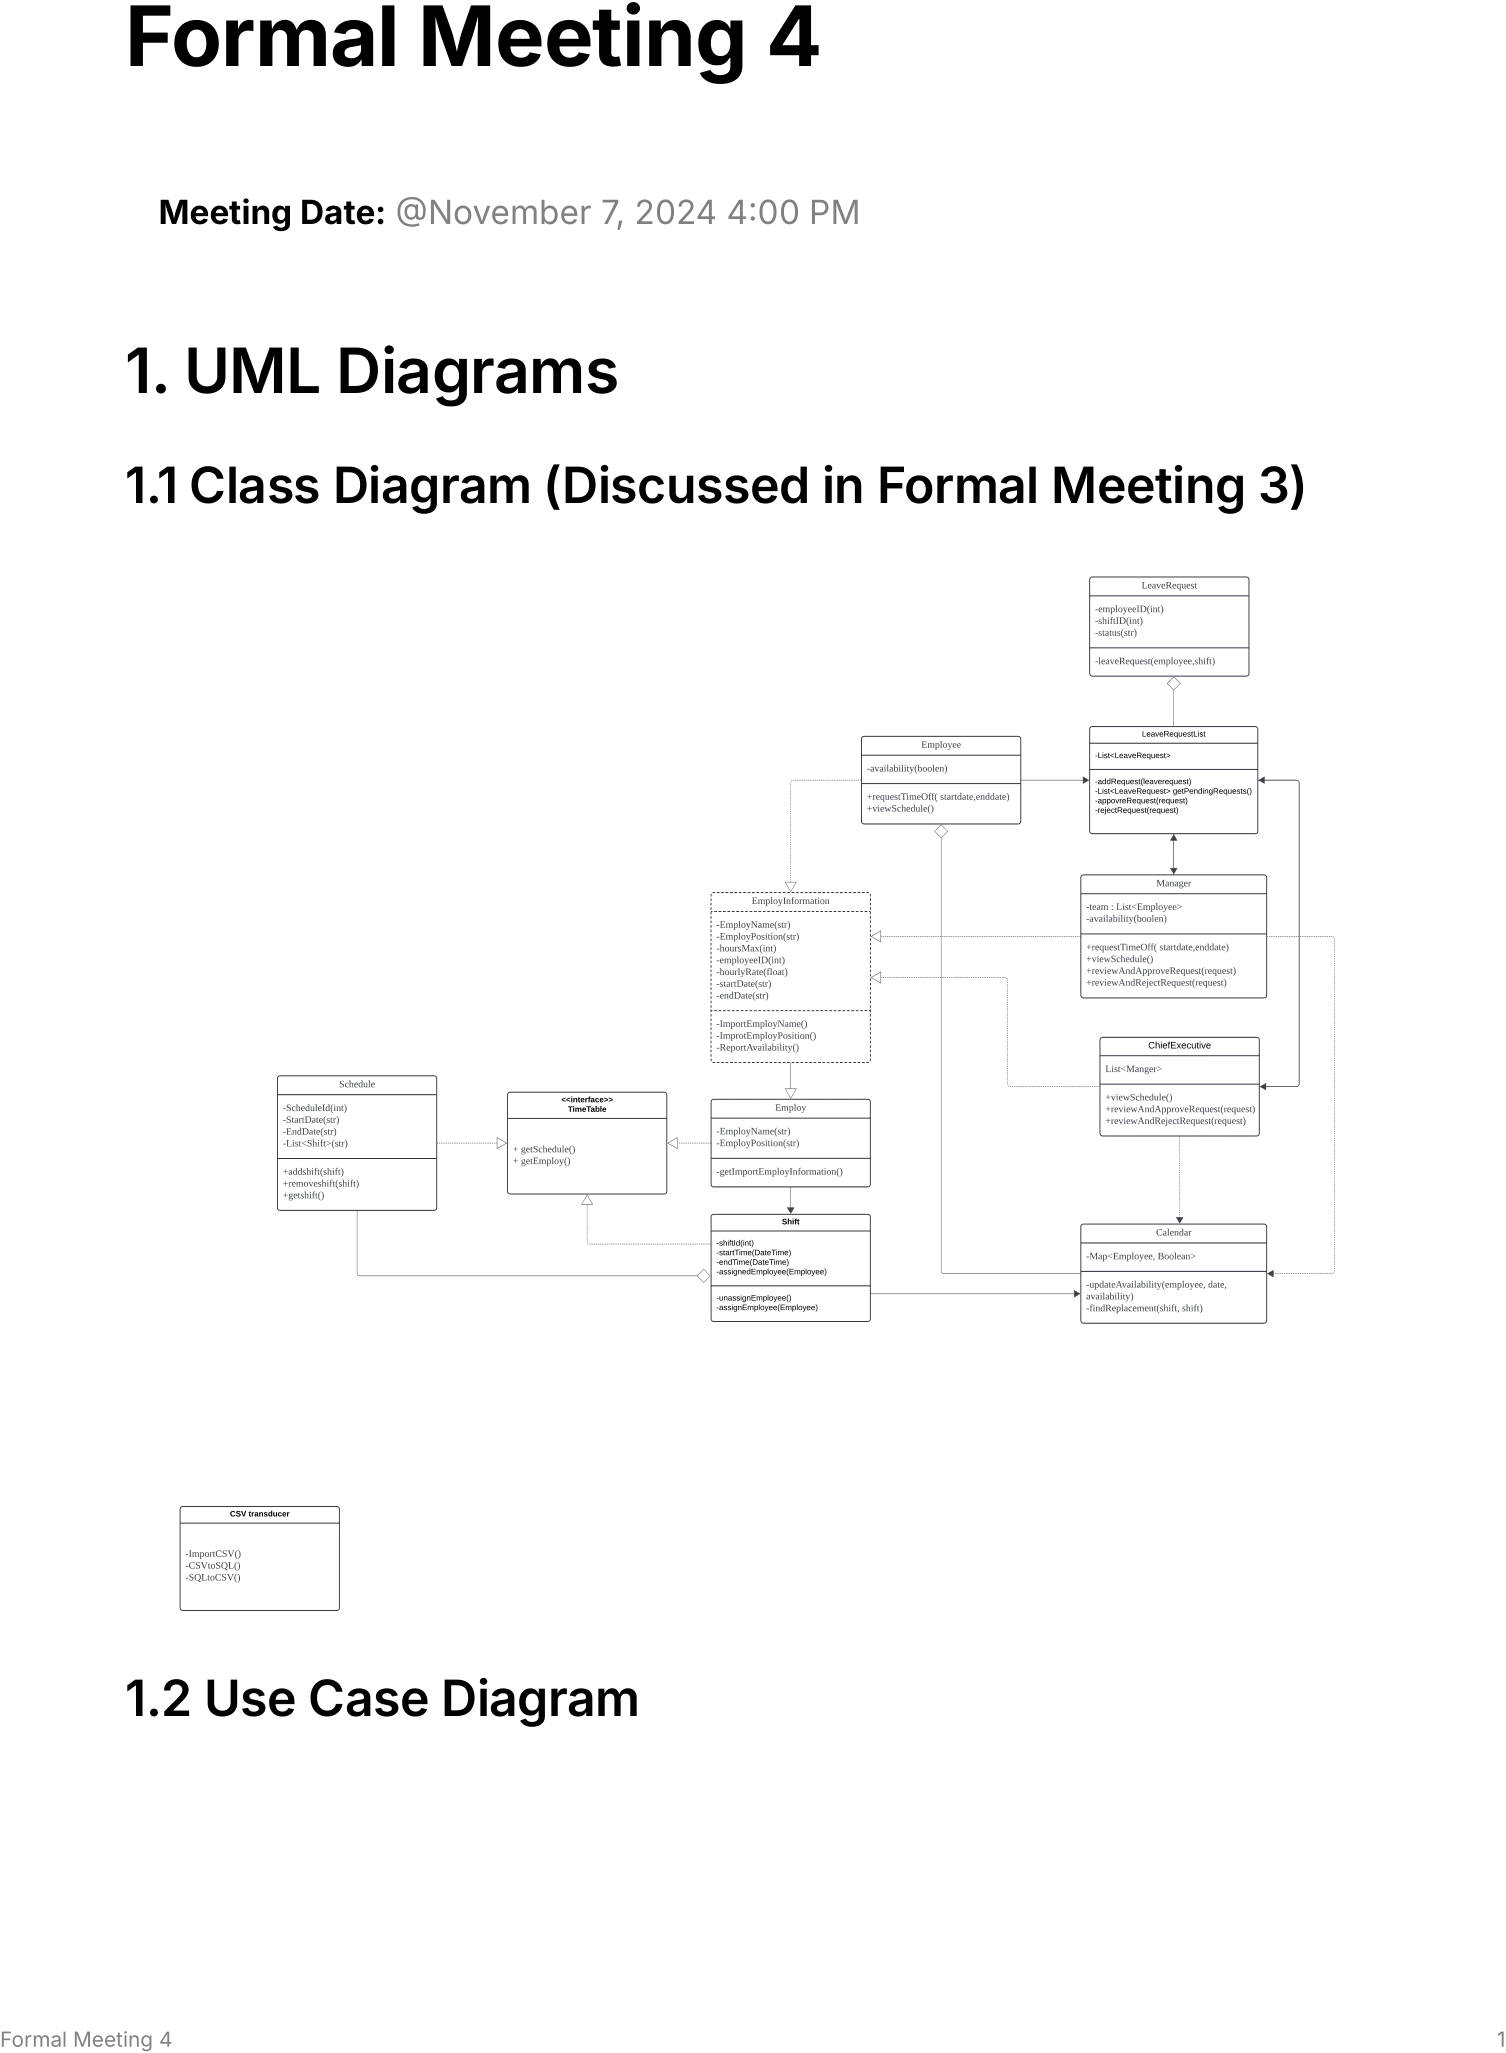 Formal Meeting 4
Meeting Date: @November 7, 2024 4:00 PM
1. UML Diagrams
1.1 Class Diagram (Discussed in Formal Meeting 3)
LeaveRequest
-employeeID(int)
-shiftID(int)
-status(str)
-leaveRequest(employee,shift)
LeaveRequestList
-List<LeaveRequest>
-addRequest(leaverequest)
-List<LeaveRequest> getPendingRequests()
-appovreRequest(request)
-rejectRequest(request)
Employee
-availability(boolen)
+requestTimeOff( startdate,enddate)
+viewSchedule()
Manager
-team : List<Employee>
-availability(boolen)
+requestTimeOff( startdate,enddate)
+viewSchedule()
+reviewAndApproveRequest(request)
+reviewAndRejectRequest(request)
EmployInformation
-EmployName(str)
-EmployPosition(str)
-hoursMax(int)
-employeeID(int)
-hourlyRate(float)
-startDate(str)
-endDate(str)
-ImportEmployName()
-ImprotEmployPosition()
-ReportAvailability()
ChiefExecutive
List<Manger>
+viewSchedule()
+reviewAndApproveRequest(request)
+reviewAndRejectRequest(request)
Schedule
-ScheduleId(int)
-StartDate(str)
-EndDate(str)
-List<Shift>(str)
+addshift(shift)
+removeshift(shift)
+getshift()
<<interface>>
TimeTable
+ getSchedule()
+ getEmploy()
Employ
-EmployName(str)
-EmployPosition(str)
-getImportEmployInformation()
Shift
-shiftId(int)
-startTime(DateTime)
-endTime(DateTime)
-assignedEmployee(Employee)
-unassignEmployee()
-assignEmployee(Employee)
Calendar
-Map<Employee, Boolean>
-updateAvailability(employee, date,
availability)
-findReplacement(shift, shift)
CSV transducer
-ImportCSV()
-CSVtoSQL()
-SQLtoCSV()
1.2 Use Case Diagram
Formal Meeting 4
1